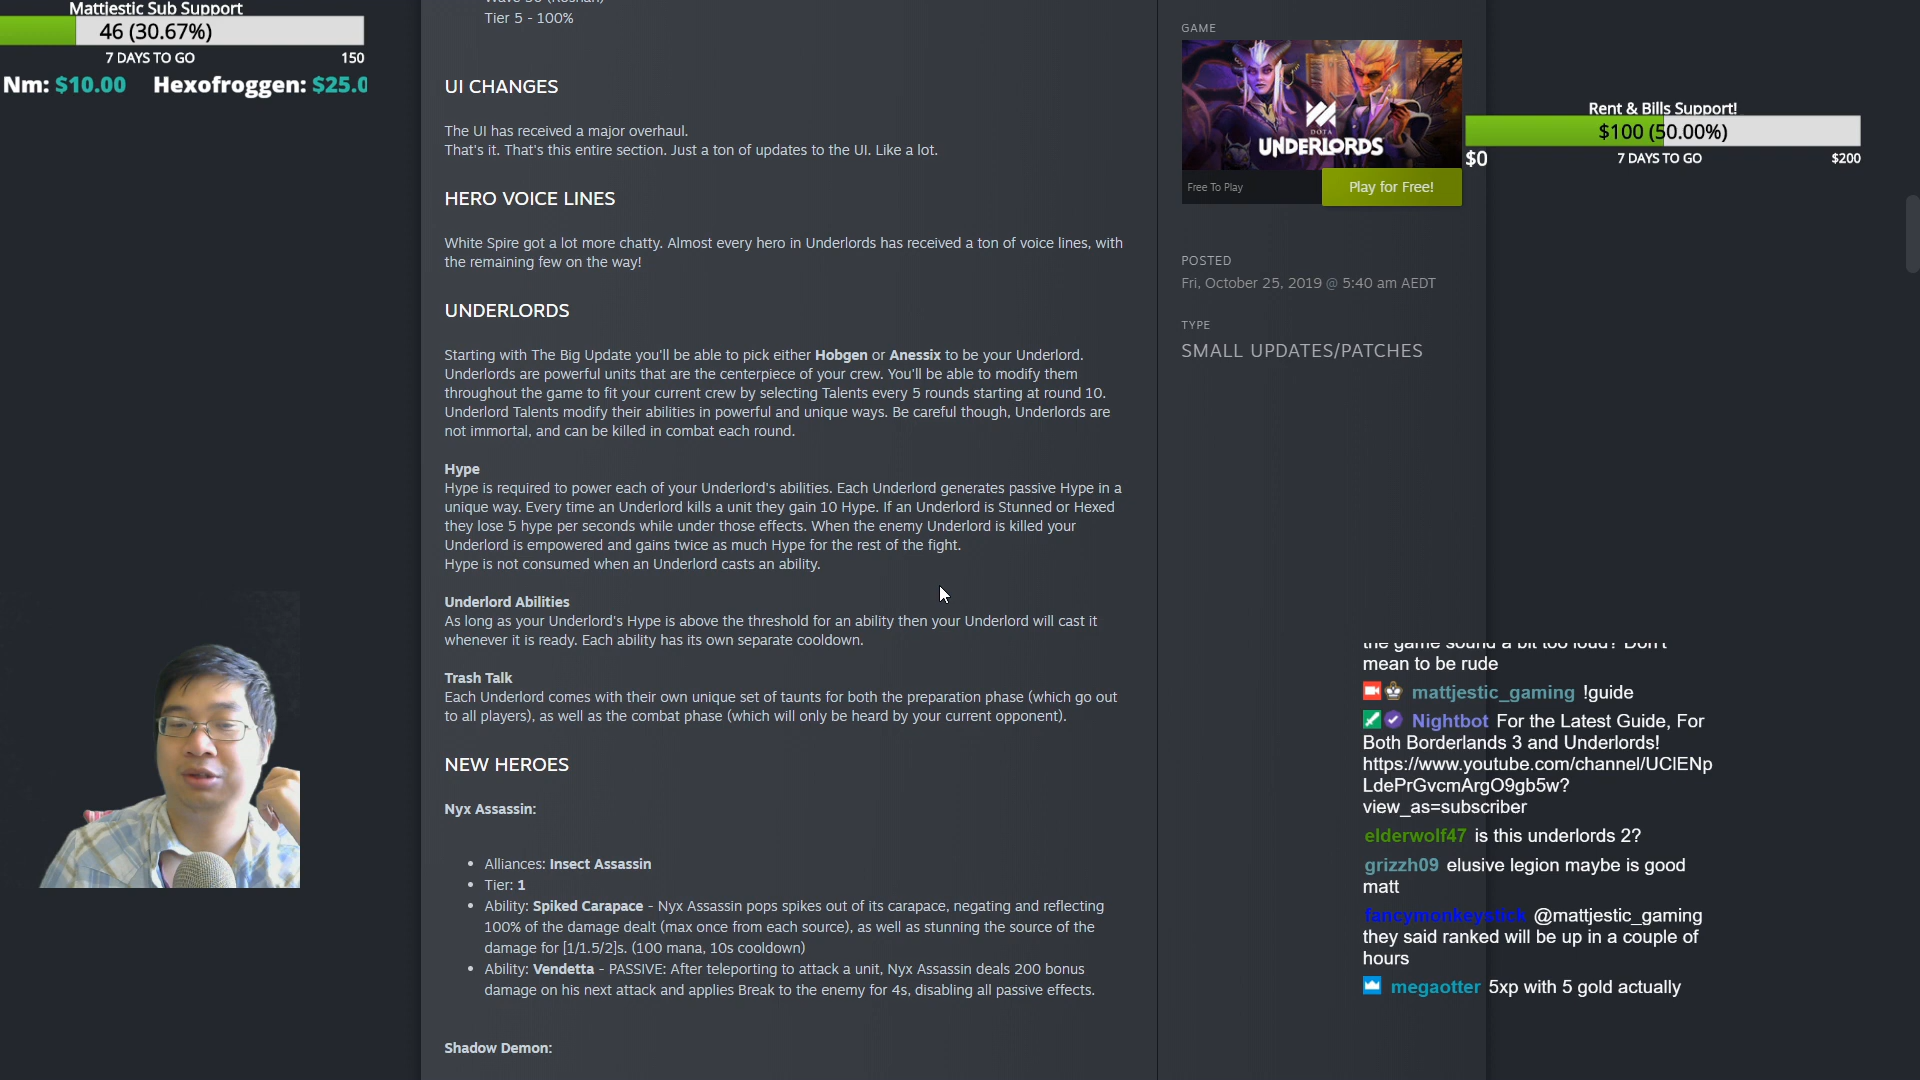 Mattjestic Sub Support
46 (30.67%)
7 DAYS TO GO
150
Nm: $10.00 Hexofroggen: $25.0
Tier 5 - 100%
UI CHANGES
The UI has received a major overhaul.
That's it. That's this entire section. Just a ton of updates to the UI. Like a lot.
HERO VOICE LINES
White Spire got a lot more chatty. Almost every hero in Underlords has received a ton of voice lines, with
the remaining few on the way!
UNDERLORDS
Starting with The Big Update you'll be able to pick either Hobgen or Anessix to be your Underlord.
Underlords are powerful units that are the centerpiece of your crew. You'll be able to modify them
throughout the game to fit your current crew by selecting Talents every 5 rounds starting at round 10.
Underlord Talents modify their abilities in powerful and unique ways. Be careful though, Underlords are
not immortal, and can be killed in combat each round.
Hype
Hype is required to power each of your Underlord's abilities. Each Underlord generates passive Hype in a
unique way. Every time an Underlord kills a unit they gain 10 Hype. If an Underlord is Stunned or Hexed
they lose 5 hype per seconds while under those effects. When the enemy Underlord is killed your
Underlord is empowered and gains twice as much Hype for the rest of the fight.
Hype is not consumed when an Underlord casts an ability.
Underlord Abilities
As long as your Underlord's Hype is above the threshold for an ability then your Underlord will cast it
whenever it is ready. Each ability has its own separate cooldown.
Trash Talk
Each Underlord comes with their own unique set of taunts for both the preparation phase (which go out
to all players), as well as the combat phase (which will only be heard by your current opponent).
NEW HEROES
Nyx Assassin:
• Alliances: Insect Assassin
• Tier: 1
• Ability: Spiked Carapace - Nyx Assassin pops spikes out of its carapace, negating and reflecting
100% of the damage dealt (max once from each source), as well as stunning the source of the
damage for [1/1.5/2]s. (100 mana, 10s cooldown)
• Ability: Vendetta - PASSIVE: After teleporting to attack a unit, Nyx Assassin deals 200 bonus
damage on his next attack and applies Break to the enemy for 4s, disabling all passive effects.
Shadow Demon:
GAME
DOTA
UNDERLORDS
Free To Play
Play for Free!
POSTED
Fri, October 25, 2019 @ 5:40 am AEDT
TYPE
SMALL UPDATES/PATCHES
Rent & Bills Support!
$100 (50.00%)
$0
7 DAYS TO GO
$200
the game sound a bit too loud? Don't
mean to be rude
mattjestic_gaming !guide
Nightbot For the Latest Guide, For
Both Borderlands 3 and Underlords!
https://www.youtube.com/channel/UCIENp
LdePrGvcmArgO9gb5w?
view_as=subscriber
elderwolf47 is this underlords 2?
grizzh09 elusive legion maybe is good
matt
fancymonkeystick @mattjestic_gaming
they said ranked will be up in a couple of
hours
megaotter 5xp with 5 gold actually